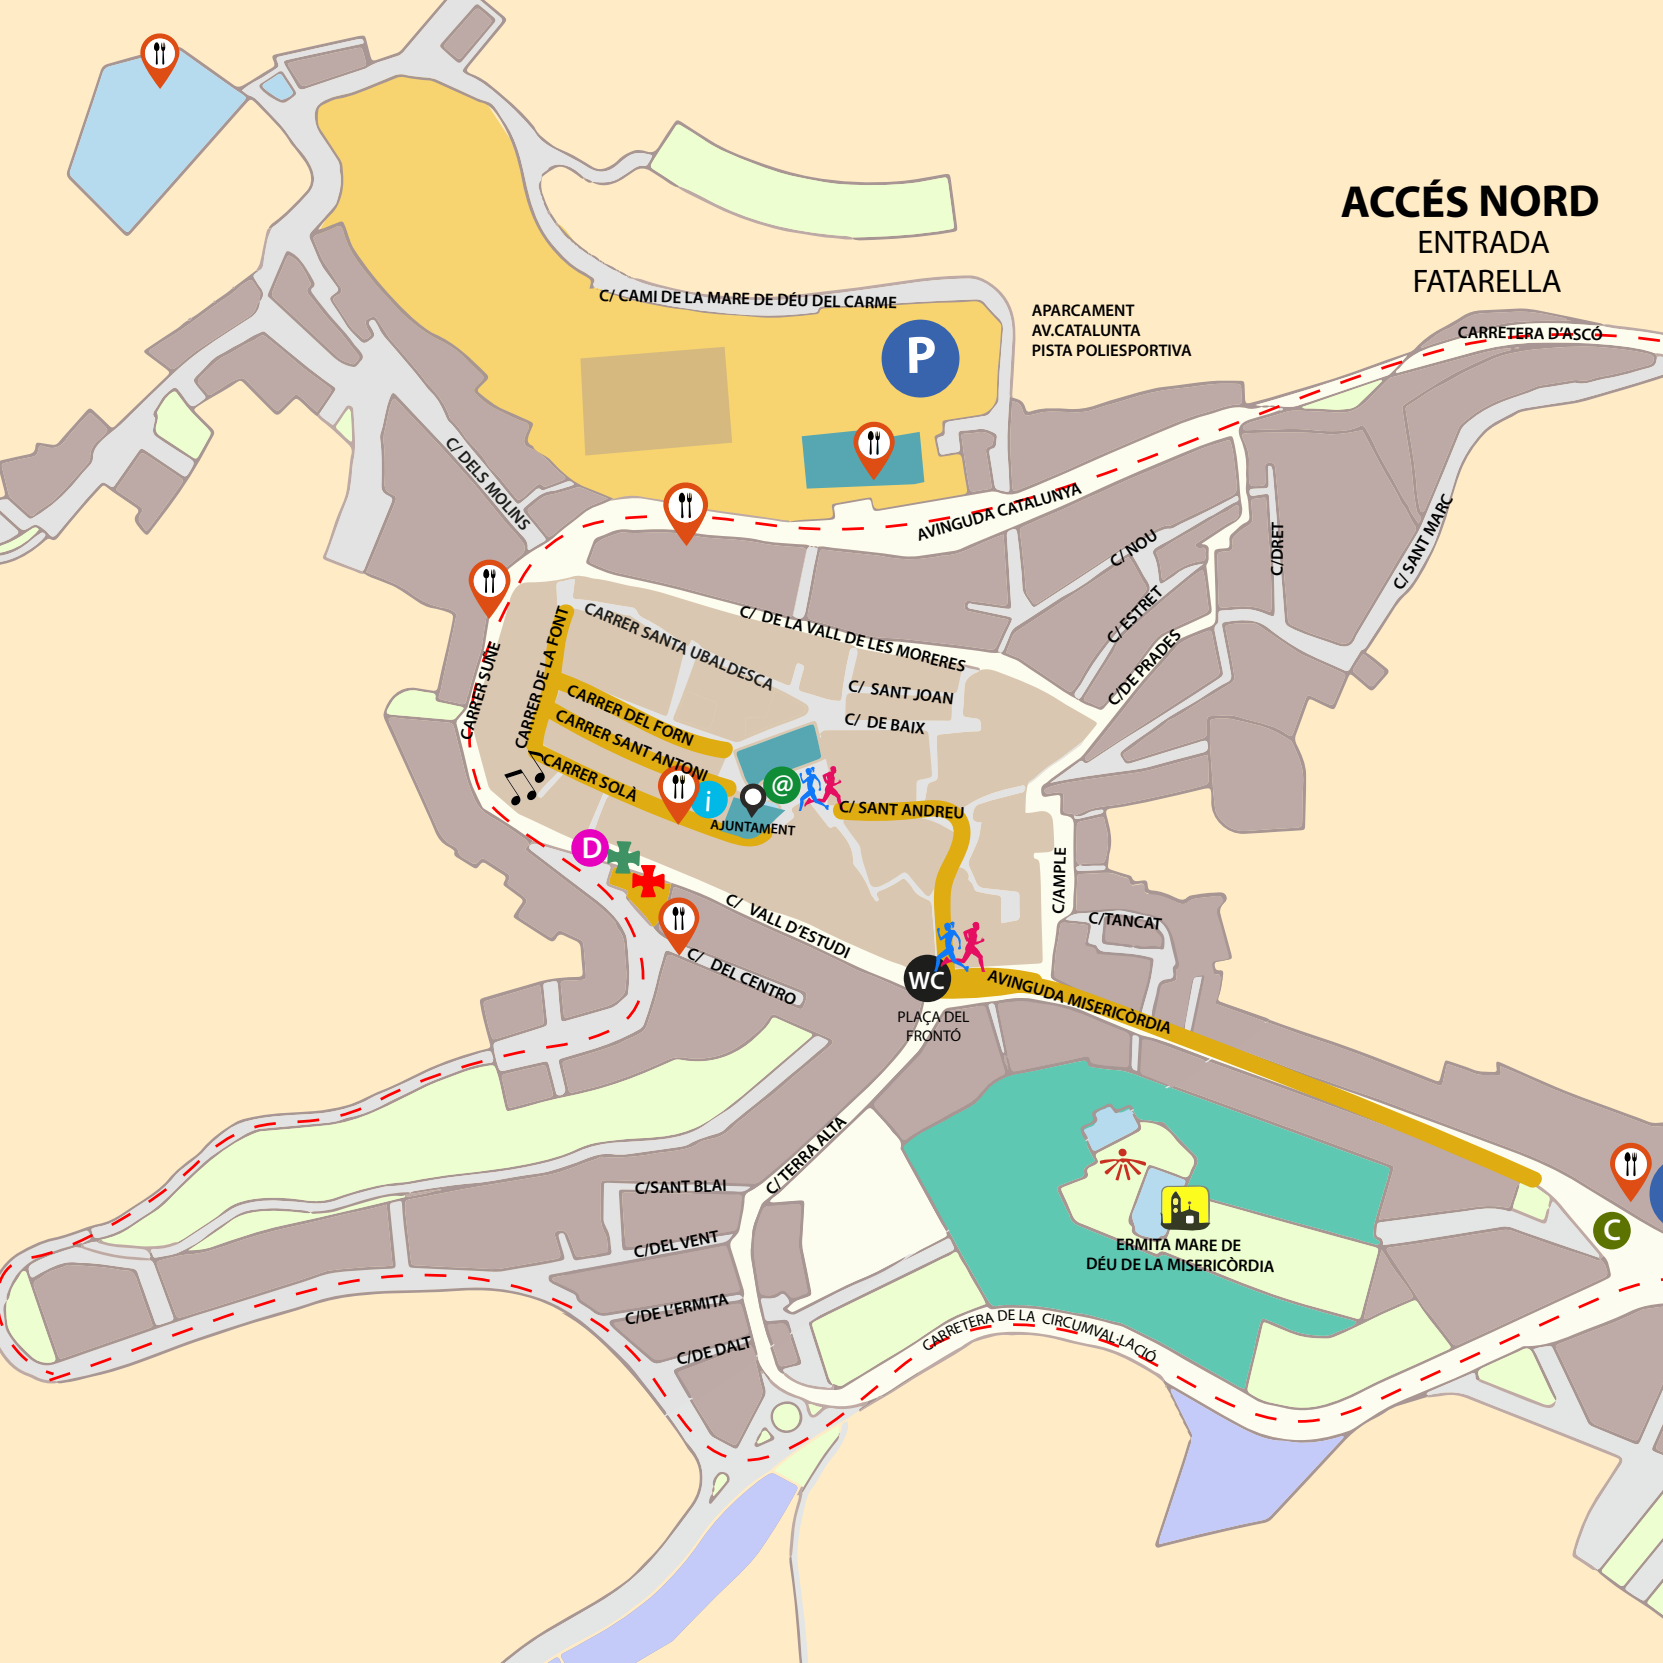 ACCÉS NORD
ENTRADA
FATARELLA
C/ CAMI DE LA MARE DE DÉU DEL CARME
APARCAMENT
AV.CATALUNTA
PISTA POLIESPORTIVA
P
CARRETERA D'ASCÓ
C/ DELS MOLINS
AVINGUDA CATALUNYA
C/ NOU
C/DRET
C/ SANT MARC
C/ ESTRET
C/DE PRADES
C/ DE LA VALL DE LES MORERES
CARRER SANTA UBALDESCA
CARRER DE LA FONT
CARRER SUÑE
C/ SANT JOAN
C/ DE BAIX
CARRER DEL FORN
CARRER SANT ANTONI
CARRER SOLÀ
i
@
AJUNTAMENT
C/ SANT ANDREU
D
C/AMPLE
C/TANCAT
C/ VALL D'ESTUDI
C/ DEL CENTRO
WC
PLAÇA DEL
FRONTÓ
AVINGUDA MISERICÒRDIA
C/TERRA ALTA
C/SANT BLAI
C/DEL VENT
C/DE L'ERMITA
C/DE DALT
ERMITA MARE DE
DÉU DE LA MISERICÒRDIA
C
CARRETERA DE LA CIRCUMVAL·LACIÓ